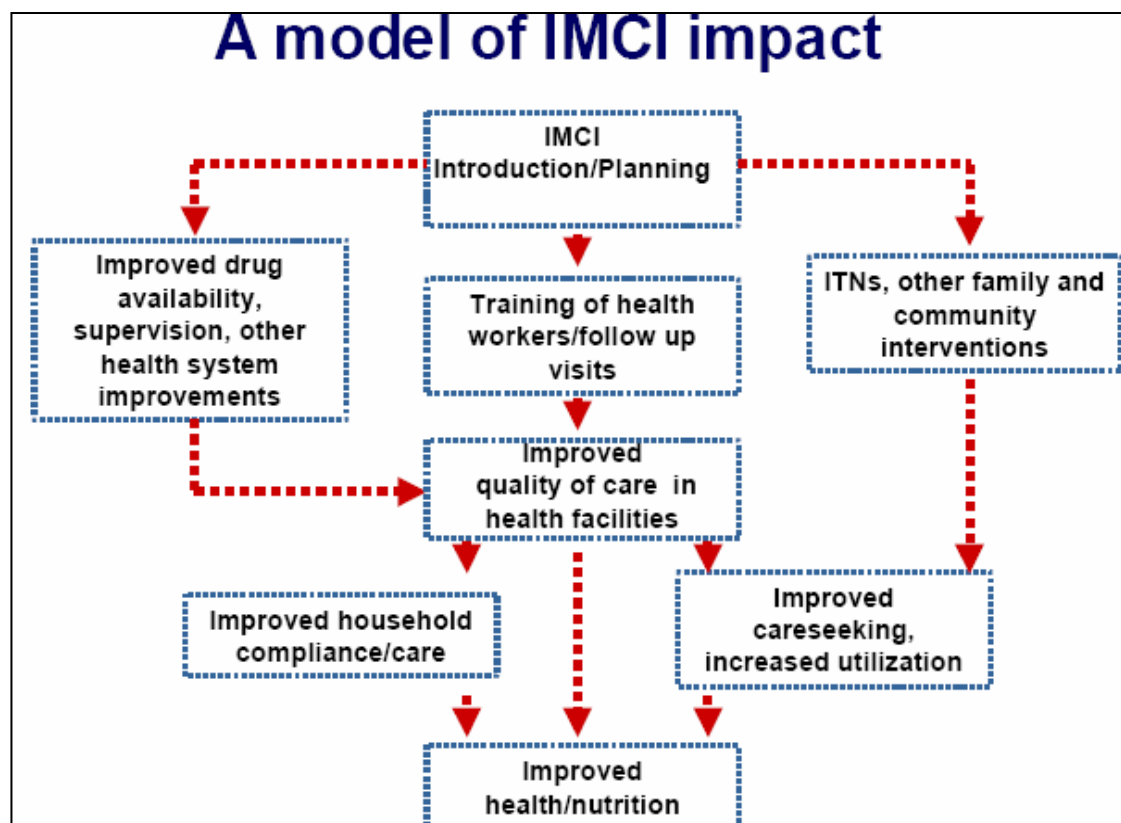 A model of IMCI impact
IMCI
Introduction/Planning
Improved drug
availability,
supervision, other
health system
improvements
Training of health
workers/follow up
visits
ITNs, other family and
community
interventions
Improved
quality of care in
health facilities
Improved household
compliance/care
Improved
careseeking,
increased utilization
Improved
health/nutrition